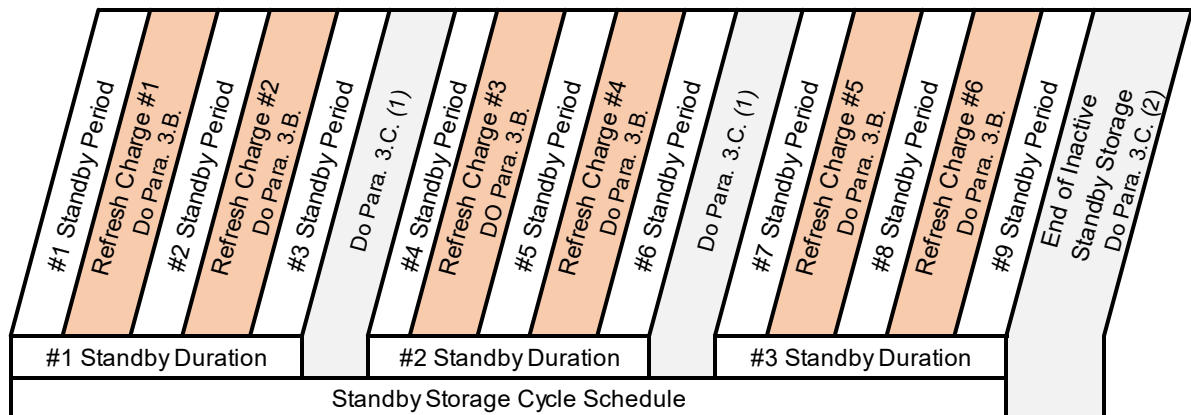 #1 Standby Period
Refresh Charge #1
Do Para. 3.B.
#2 Standby Period
Refresh Charge #2
Do Para. 3.B.
#3 Standby Period
Do Para. 3.C. (1)
#4 Standby Period
Refresh Charge #3
DO Para. 3.B.
#5 Standby Period
Refresh Charge #4
Do Para. 3.B.
#6 Standby Period
Do Para. 3.C. (1)
#7 Standby Period
Refresh Charge #5
Do Para. 3.B.
#8 Standby Period
Refresh Charge #6
Do Para. 3.B.
#9 Standby Period
End of Inactive
Standby Storage
Do Para. 3.C. (2)
#1 Standby Duration
#2 Standby Duration
#3 Standby Duration
Standby Storage Cycle Schedule